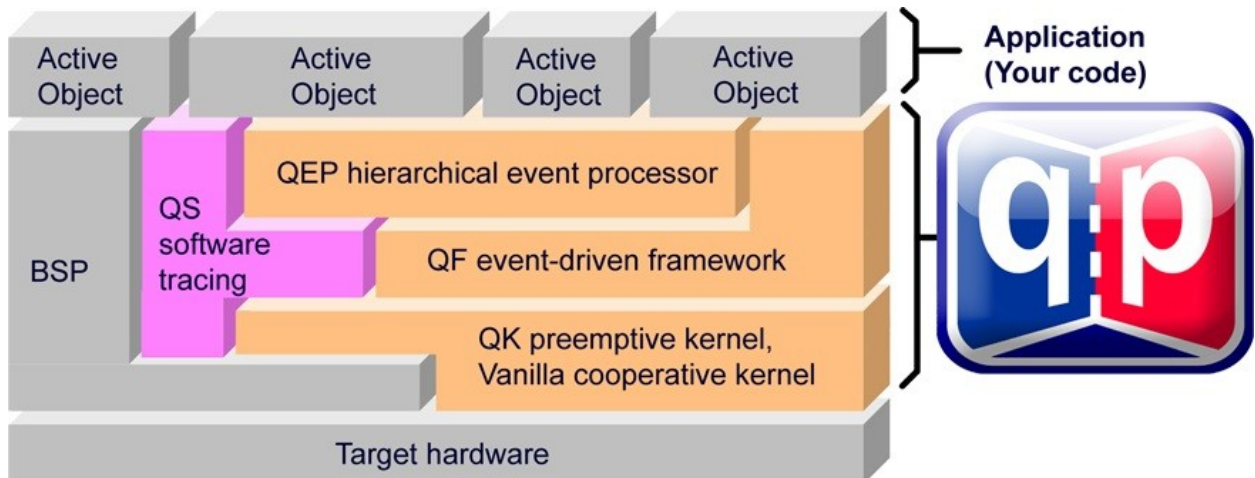 Active
Object
Active
Object
Active
Object
Active
Object
Application
(Your code)
BSP
QS
software
tracing
QEP hierarchical event processor
QF event-driven framework
QK preemptive kernel,
Vanilla cooperative kernel
qp
Target hardware